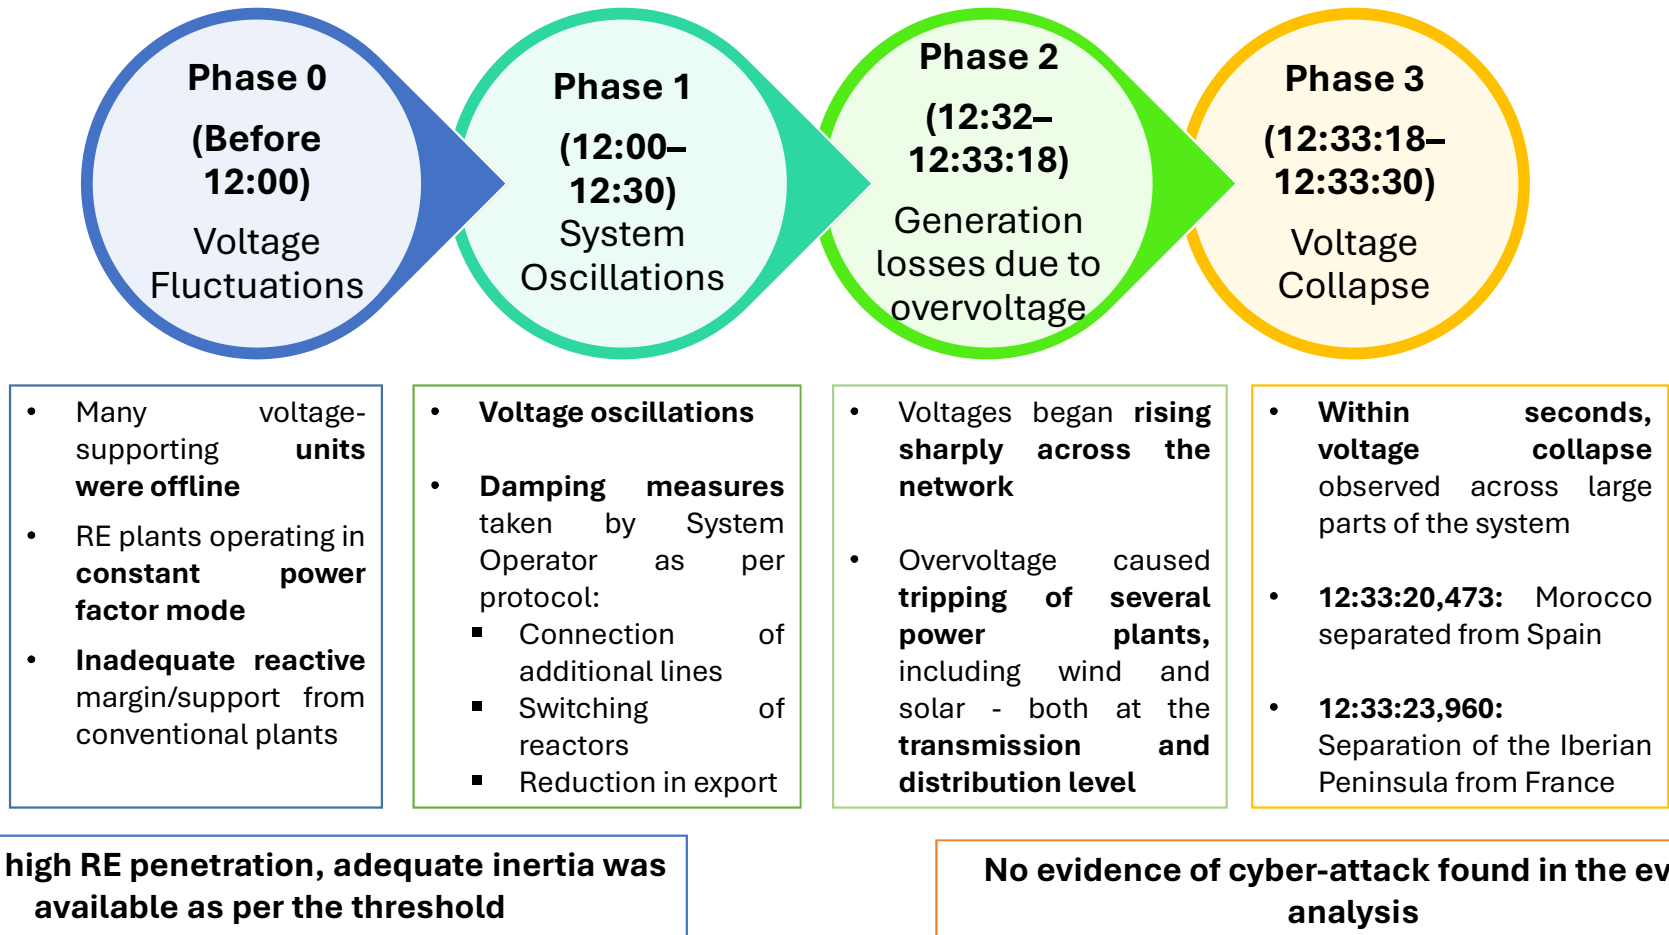 Phase 0
(Before
12:00)
Voltage
Fluctuations
Phase 1
(12:00–
12:30)
System
Oscillations
Phase 2
(12:32–
12:33:18)
Generation
losses due to
overvoltage
Phase 3
(12:33:18–
12:33:30)
Voltage
Collapse
• Many voltage-
supporting units
were offline
• RE plants operating in
constant power
factor mode
• Inadequate reactive
margin/support from
conventional plants
• Voltage oscillations
• Damping measures
taken by System
Operator as per
protocol:
▪ Connection of
additional lines
▪ Switching of
reactors
▪ Reduction in export
• Voltages began rising
sharply across the
network
• Overvoltage caused
tripping of several
power plants,
including wind and
solar - both at the
transmission and
distribution level
• Within seconds,
voltage collapse
observed across large
parts of the system
• 12:33:20,473: Morocco
separated from Spain
• 12:33:23,960:
Separation of the Iberian
Peninsula from France
high RE penetration, adequate inertia was
available as per the threshold
No evidence of cyber-attack found in the ev
analysis